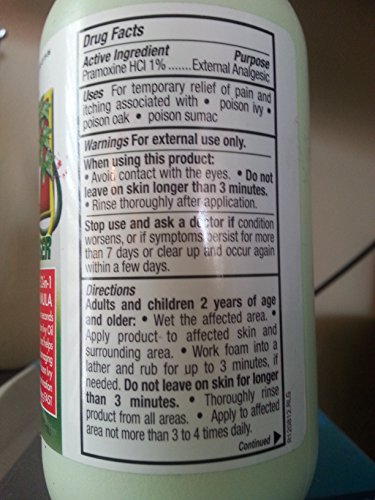 Drug Facts
Active Ingredient Purpose
Pramoxine HCl 1% ....... External Analgesic
Uses For temporary relief of pain and
itching associated with • poison ivy •
poison oak • poison sumac
Warnings For external use only.
When using this product:
• Avoid contact with the eyes. • Do not
leave on skin longer than 3 minutes.
• Rinse thoroughly after application.
Stop use and ask a doctor if condition
worsens, or if symptoms persist for more
than 7 days or clear up and occur again
within a few days.
Directions
Adults and children 2 years of age
and older: • Wet the affected area. •
Apply product to affected skin and
surrounding area. • Work foam into a
lather and rub for up to 3 minutes, if
needed. Do not leave on skin for longer
than 3 minutes. • Thoroughly rinse
product from all areas. • Apply to affected
area not more than 3 to 4 times daily.
Continued
R120812_RLG